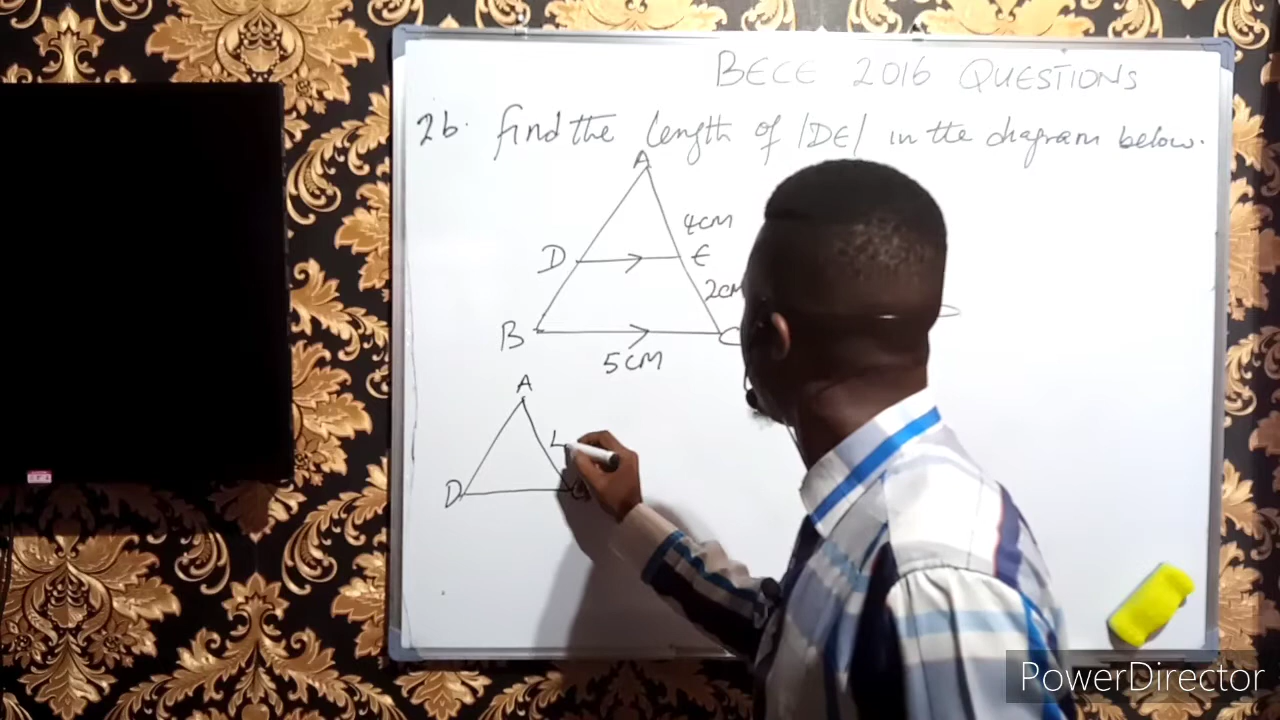 BECE 2016 QUESTIONS
2b. find the length of |DE| in the diagram below.
A
4cm
D E
2cm
B C
5cm
A
D
PowerDirector